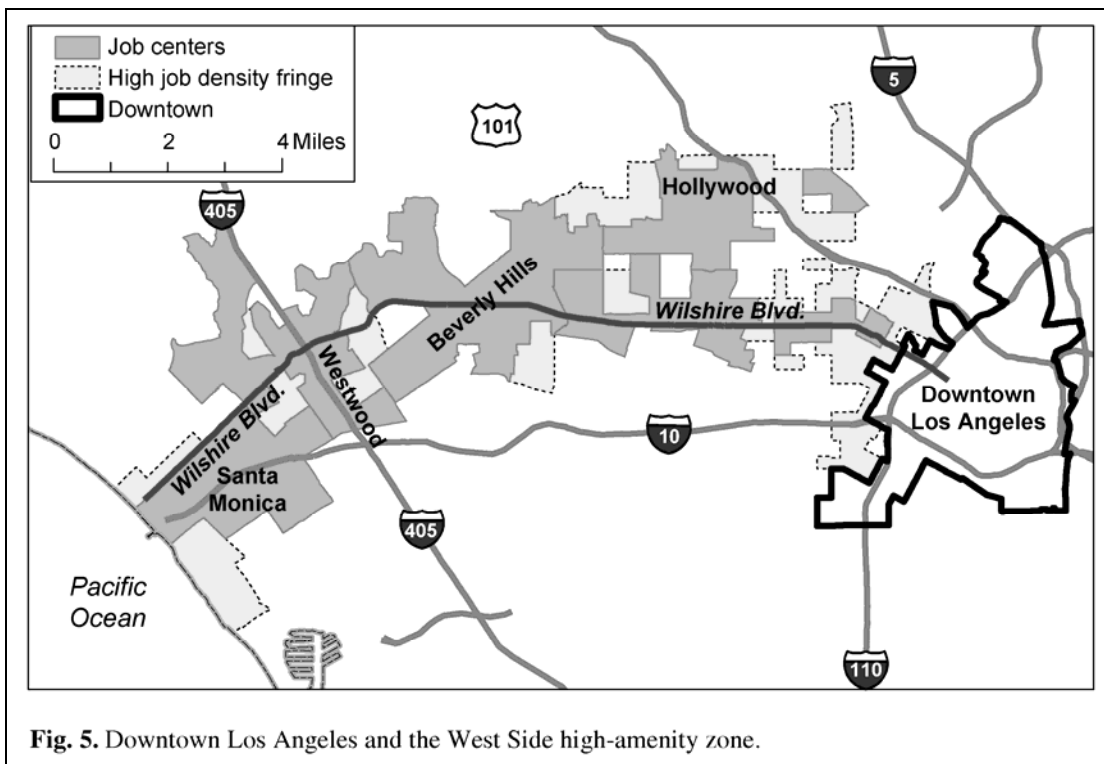 Job centers
High job density fringe
Downtown
0 2 4 Miles
5
101
405
Hollywood
Beverly Hills
Wilshire Blvd.
Westwood
Wilshire Blvd.
Downtown
Los Angeles
10
Santa
Monica
405
Pacific
Ocean
110
Fig. 5. Downtown Los Angeles and the West Side high-amenity zone.